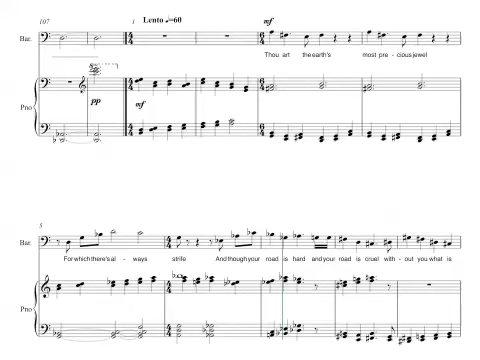 107
1
Lento ♩=60
mf
Bar.
Thou art the earth's most pre - cious jewel
8va
pp
mf
Pno
5
Bar.
For which there's al - ways strife And though your road is hard and your road is cruel with - out you what is
Pno